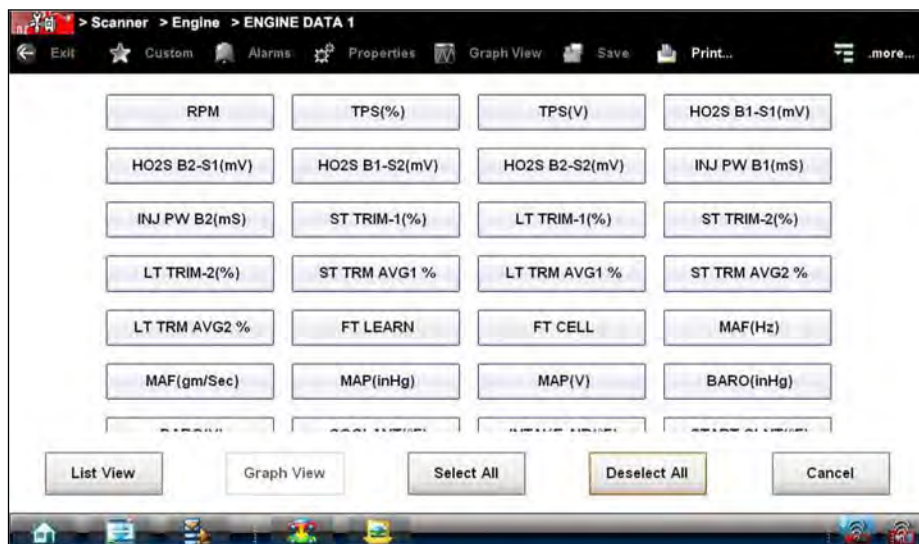 > Scanner > Engine > ENGINE DATA 1
Exit Custom Alarms Properties Graph View Save Print... .more...
RPM TPS(%) TPS(V) HO2S B1-S1(mV)
HO2S B2-S1(mV) HO2S B1-S2(mV) HO2S B2-S2(mV) INJ PW B1(mS)
INJ PW B2(mS) ST TRIM-1(%) LT TRIM-1(%) ST TRIM-2(%)
LT TRIM-2(%) ST TRM AVG1 % LT TRM AVG1 % ST TRM AVG2 %
LT TRM AVG2 % FT LEARN FT CELL MAF(Hz)
MAF(gm/Sec) MAP(inHg) MAP(V) BARO(inHg)
List View Graph View Select All Deselect All Cancel